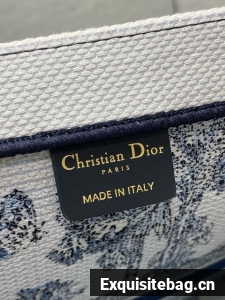 Christian Dior
PARIS
MADE IN ITALY
Exquisitebag.cn